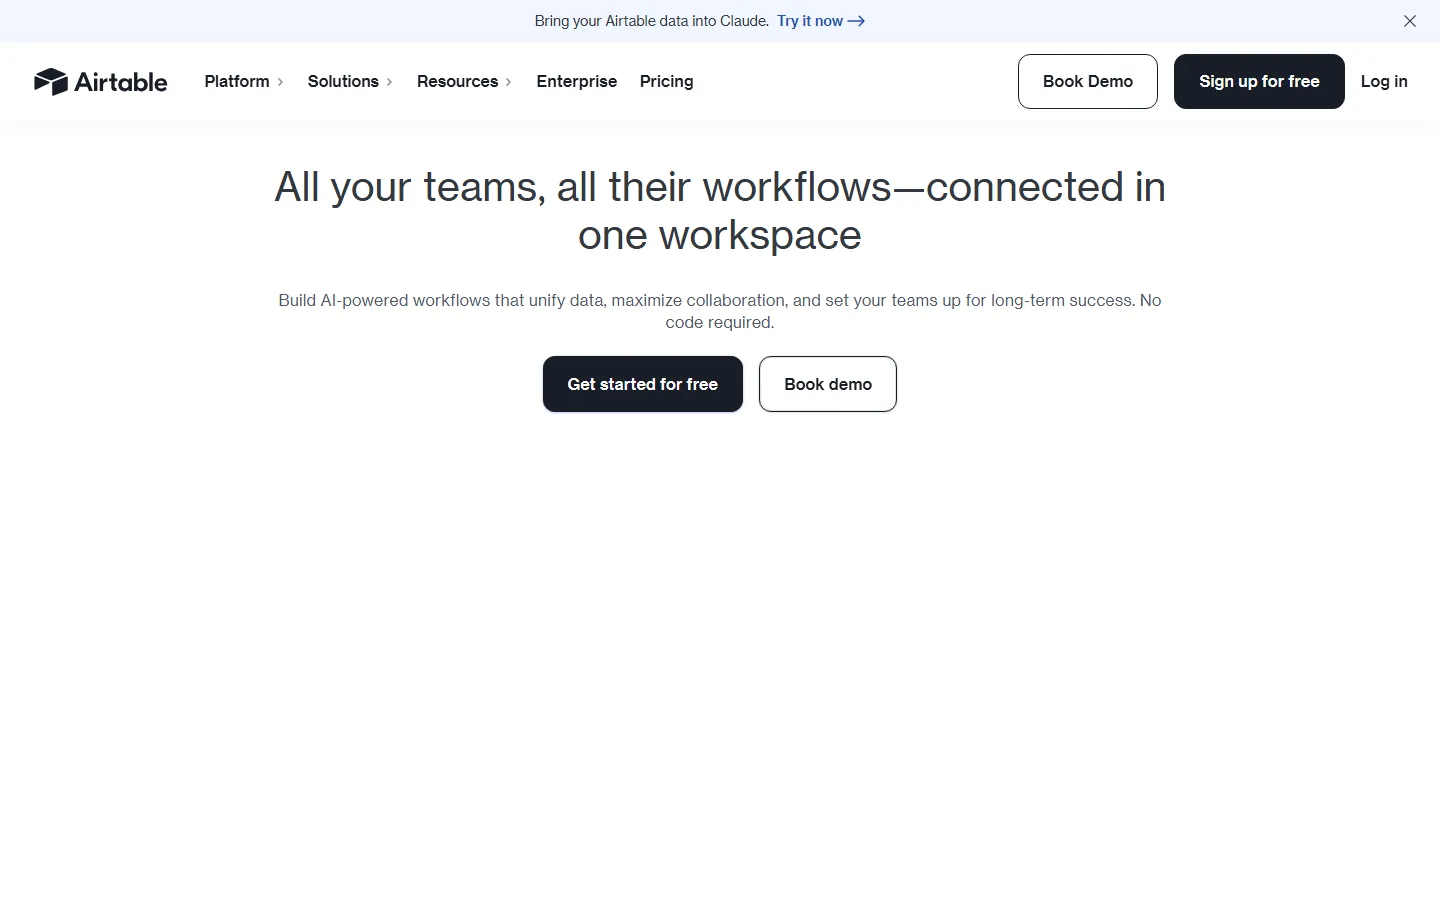 Bring your Airtable data into Claude. Try it now
Airtable Platform Solutions Resources Enterprise Pricing Book Demo Sign up for free Log in
All your teams, all their workflows—connected in
one workspace
Build AI-powered workflows that unify data, maximize collaboration, and set your teams up for long-term success. No
code required.
Get started for free Book demo